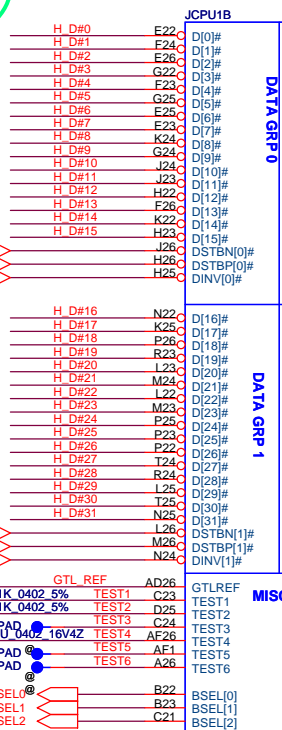 JCPU1B
H_D#0 E22 D[0]#
H_D#1 F24 D[1]#
H_D#2 E26 D[2]#
H_D#3 G22 D[3]#
H_D#4 F23 D[4]#
H_D#5 G25 D[5]#
H_D#6 E25 D[6]#
H_D#7 E23 D[7]#
H_D#8 K24 D[8]#
H_D#9 G24 D[9]#
H_D#10 J24 D[10]#
H_D#11 J23 D[11]#
H_D#12 H22 D[12]#
H_D#13 F26 D[13]#
H_D#14 K22 D[14]#
H_D#15 H23 D[15]#
J26 DSTBN[0]#
H26 DSTBP[0]#
H25 DINV[0]#
DATA GRP 0
H_D#16 N22 D[16]#
H_D#17 K25 D[17]#
H_D#18 P26 D[18]#
H_D#19 R23 D[19]#
H_D#20 L23 D[20]#
H_D#21 M24 D[21]#
H_D#22 L22 D[22]#
H_D#23 M23 D[23]#
H_D#24 P25 D[24]#
H_D#25 P23 D[25]#
H_D#26 P22 D[26]#
H_D#27 T24 D[27]#
H_D#28 R24 D[28]#
H_D#29 L25 D[29]#
H_D#30 T25 D[30]#
H_D#31 N25 D[31]#
L26 DSTBN[1]#
M26 DSTBP[1]#
N24 DINV[1]#
DATA GRP 1
GTL_REF AD26 GTLREF MISC
1K_0402_5% TEST1 C23 TEST1
1K_0402_5% TEST2 D25 TEST2
PAD TEST3 C24 TEST3
U_0402_16V4Z TEST4 AF26 TEST4
PAD @ TEST5 AF1 TEST5
PAD @ TEST6 A26 TEST6
@
@
SEL0 B22 BSEL[0]
SEL1 B23 BSEL[1]
SEL2 C21 BSEL[2]